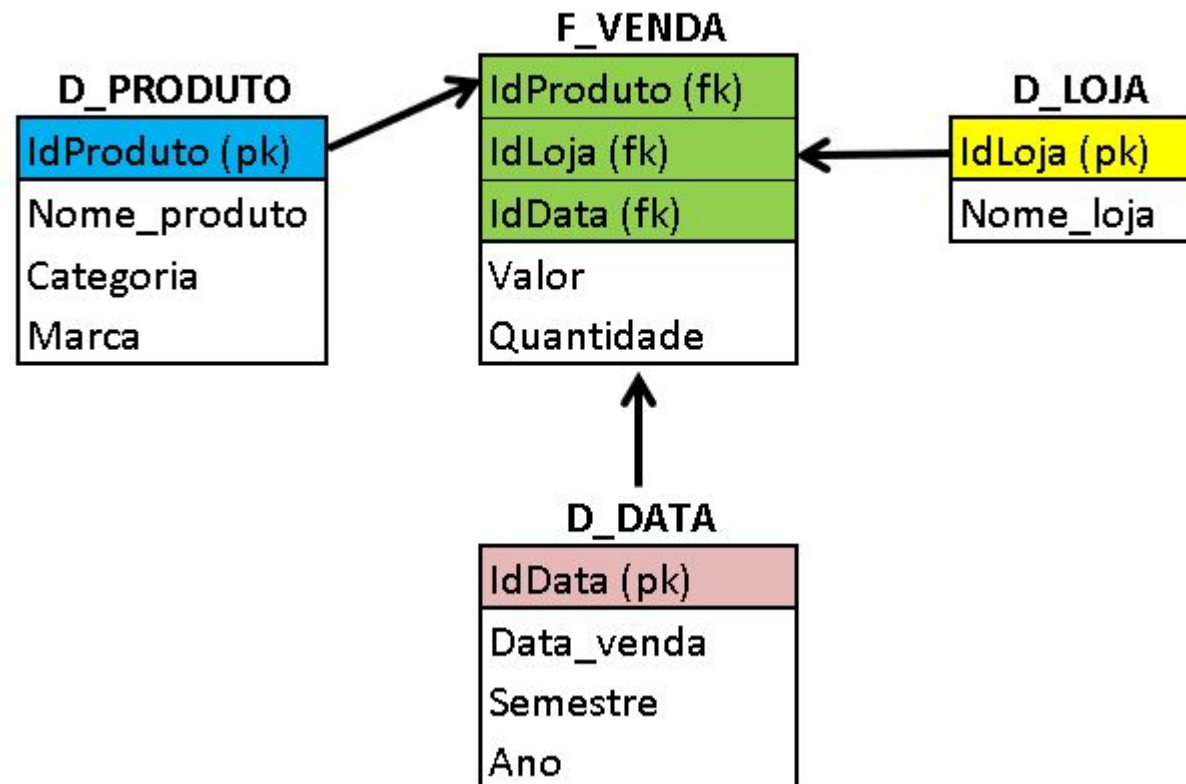 F_VENDA
IdProduto (fk)
IdLoja (fk)
IdData (fk)
Valor
Quantidade
D_PRODUTO
IdProduto (pk)
Nome_produto
Categoria
Marca
D_LOJA
IdLoja (pk)
Nome_loja
D_DATA
IdData (pk)
Data_venda
Semestre
Ano